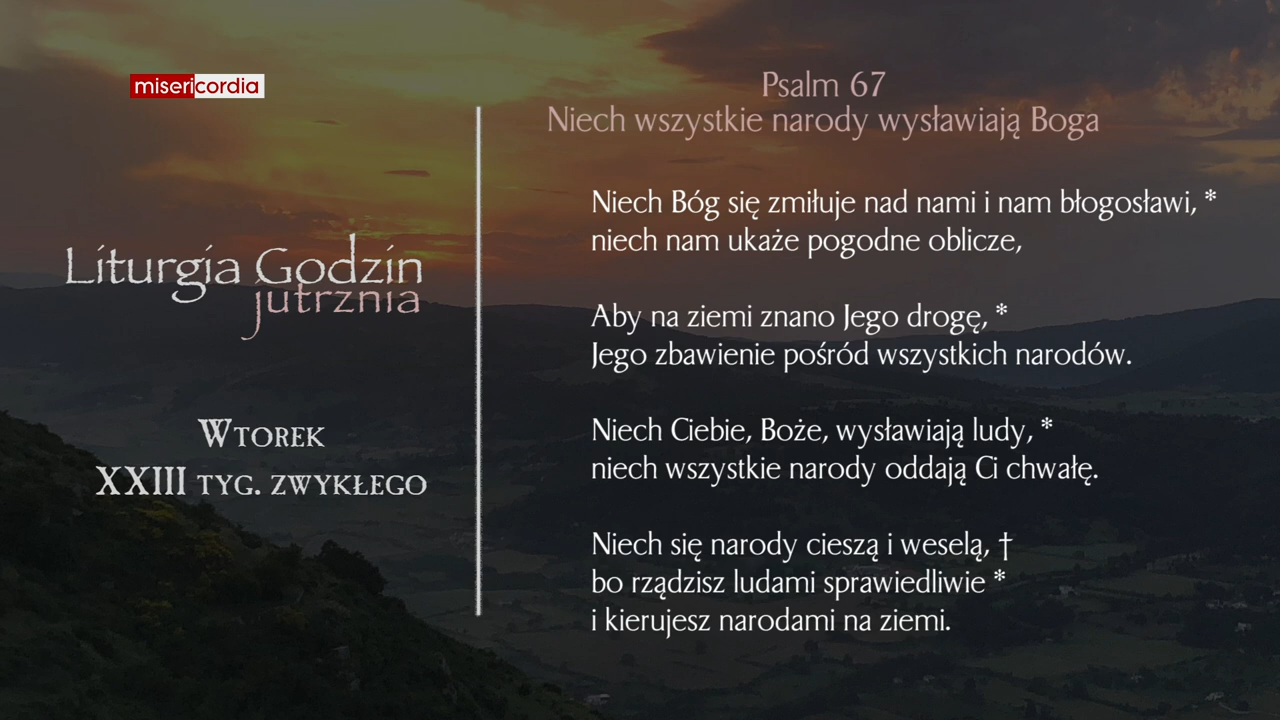 misericordia
Liturgia Godzin
jutrznia
Wtorek
XXIII tyg. zwykłego
Psalm 67
Niech wszystkie narody wysławiają Boga
Niech Bóg się zmiłuje nad nami i nam błogosławi, *
niech nam ukaże pogodne oblicze,
Aby na ziemi znano Jego drogę, *
Jego zbawienie pośród wszystkich narodów.
Niech Ciebie, Boże, wysławiają ludy, *
niech wszystkie narody oddają Ci chwałę.
Niech się narody cieszą i weselą, †
bo rządzisz ludami sprawiedliwie *
i kierujesz narodami na ziemi.